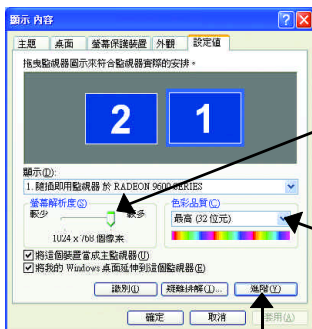 顯示 內容
主題 桌面 螢幕保護裝置 外觀 設定值
拖曳監視器圖示來符合監視器實際的安排。
2 1
顯示(D):
1. 隨插即用監視器 於 RADEON 9600 SERIES
螢幕解析度(S) 色彩品質(C)
較少 較多 最高 (32 位元)
1024 x 768 個像素
將這個裝置當成主監視器(U)
將我的 Windows 桌面延伸到這個監視器(E)
識別(I) 疑難排解(T)... 進階(V)
確定 取消 套用(A)